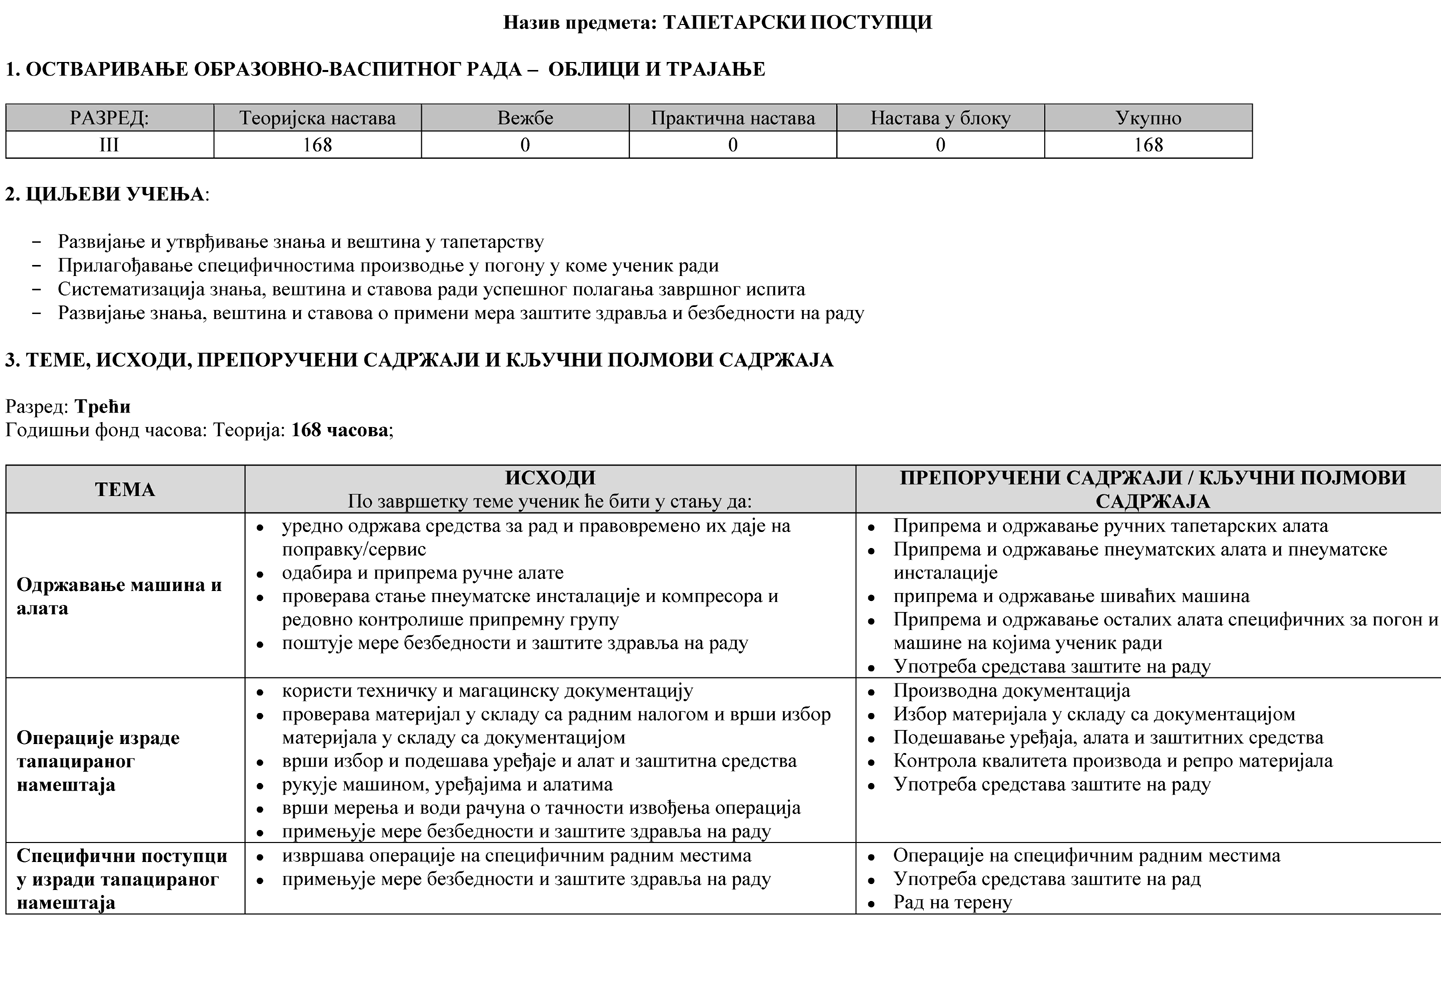 Назив предмета: ТАПЕТАРСКИ ПОСТУПЦИ
1. ОСТВАРИВАЊЕ ОБРАЗОВНО-ВАСПИТНОГ РАДА – ОБЛИЦИ И ТРАЈАЊЕ
РАЗРЕД: Теоријска настава Вежбе Практична настава Настава у блоку Укупно
III 168 0 0 0 168
2. ЦИЉЕВИ УЧЕЊА:
− Развијање и утврђивање знања и вештина у тапетарству
− Прилагођавање специфичностима производње у погону у коме ученик ради
− Систематизација знања, вештина и ставова ради успешног полагања завршног испита
− Развијање знања, вештина и ставова о примени мера заштите здравља и безбедности на раду
3. ТЕМЕ, ИСХОДИ, ПРЕПОРУЧЕНИ САДРЖАЈИ И КЉУЧНИ ПОЈМОВИ САДРЖАЈА
Разред: Трећи
Годишњи фонд часова: Теорија: 168 часова;
ТЕМА
ИСХОДИ
По завршетку теме ученик ће бити у стању да:
ПРЕПОРУЧЕНИ САДРЖАЈИ / КЉУЧНИ ПОЈМОВИ
САДРЖАЈА
Одржавање машина и
алата
• уредно одржава средства за рад и правовремено их даје на
поправку/сервис
• одабира и припрема ручне алате
• проверава стање пнеуматске инсталације и компресора и
редовно контролише припремну групу
• поштује мере безбедности и заштите здравља на раду
• Припрема и одржавање ручних тапетарских алата
• Припрема и одржавање пнеуматских алата и пнеуматске
инсталације
• припрема и одржавање шиваћих машина
• Припрема и одржавање осталих алата специфичних за погон и
машине на којима ученик ради
• Употреба средстава заштите на раду
Операције израде
тапацираног
намештаја
• користи техничку и магацинску документацију
• проверава материјал у складу са радним налогом и врши избор
материјала у складу са документацијом
• врши избор и подешава уређаје и алат и заштитна средства
• рукује машином, уређајима и алатима
• врши мерења и води рачуна о тачности извођења операција
• примењује мере безбедности и заштите здравља на раду
• Производна документација
• Избор материјала у складу са документацијом
• Подешавање уређаја, алата и заштитних средства
• Контрола квалитета производа и репро материјала
• Употреба средстава заштите на раду
Специфични поступци
у изради тапацираног
намештаја
• извршава операције на специфичним радним местима
• примењује мере безбедности и заштите здравља на раду
• Операције на специфичним радним местима
• Употреба средстава заштите на рад
• Рад на терену